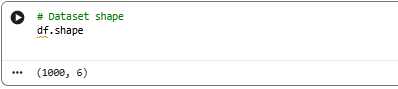 # Dataset shape
df.shape
(1000, 6)